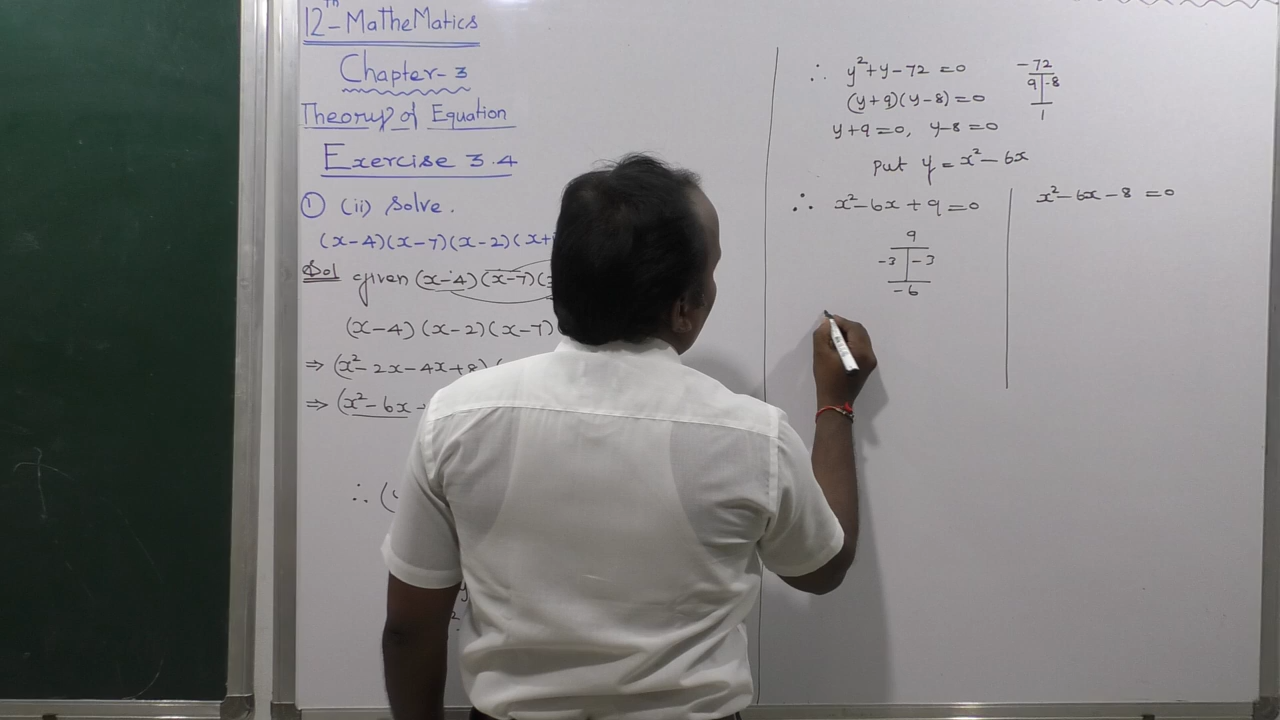 12th - MatheMatics
Chapter - 3
Theory of Equation
Exercise 3.4
① (ii) Solve.
(x-4)(x-7)(x-2)(x+
Sol given (x-4)(x-7)(
(x-4)(x-2)(x-7)
⇒ (x²-2x-4x+8)(
⇒ (x²-6x
∴ (
∴ y²+y-72=0
-72
9 | -8
1
(y+9)(y-8)=0
y+9=0, y-8=0
put y=x²-6x
∴ x²-6x+9=0
x²-6x-8=0
9
-3 | -3
-6